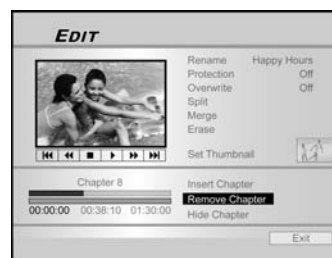 EDIT
Rename Happy Hours
Protection Off
Overwrite Off
Split
Merge
Erase
Set Thumbnail
Chapter 8
00:00:00 00:38:10 01:30:00
Insert Chapter
Remove Chapter
Hide Chapter
Exit